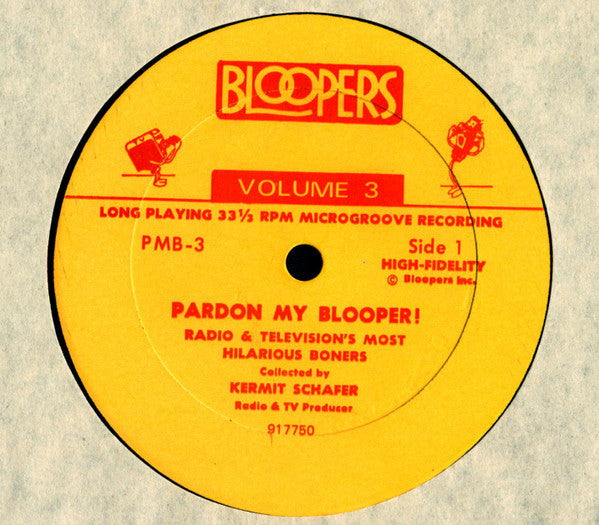 BLOOPERS
TV
VOLUME 3
LONG PLAYING 33⅓ RPM MICROGROOVE RECORDING
PMB-3
Side 1
HIGH-FIDELITY
© Bloopers Inc.
PARDON MY BLOOPER!
RADIO & TELEVISION'S MOST
HILARIOUS BONERS
Collected by
KERMIT SCHAFER
Radio & TV Producer
917750